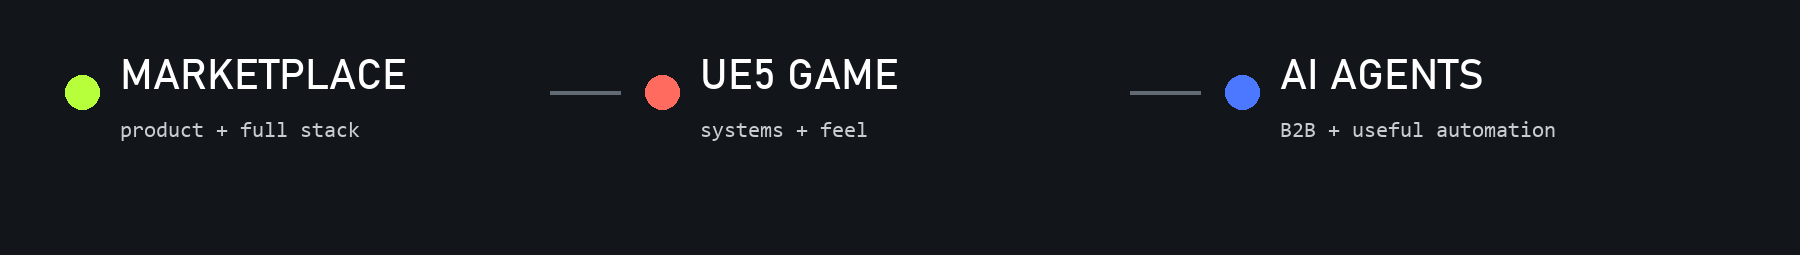 MARKETPLACE
product + full stack
UE5 GAME
systems + feel
AI AGENTS
B2B + useful automation